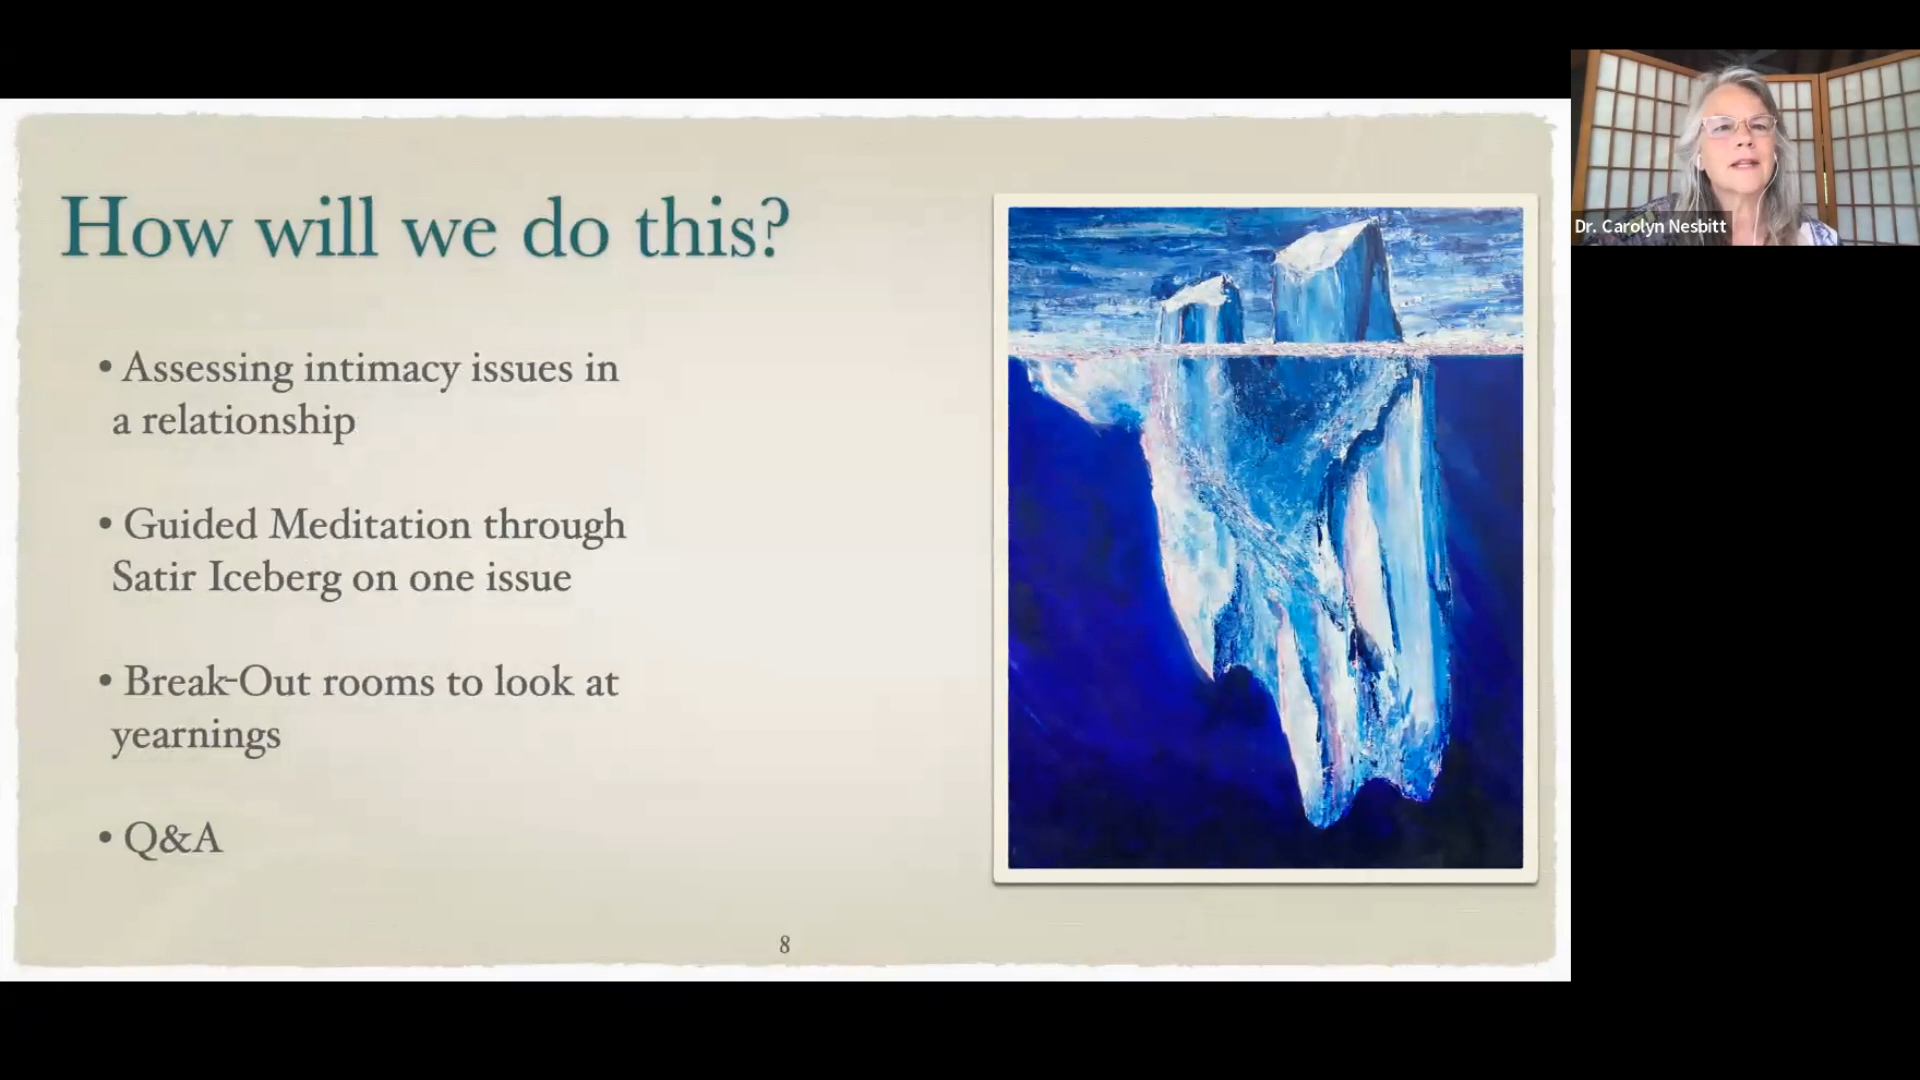 How will we do this?
• Assessing intimacy issues in
a relationship
• Guided Meditation through
Satir Iceberg on one issue
• Break-Out rooms to look at
yearnings
• Q&A
8
Dr. Carolyn Nesbitt